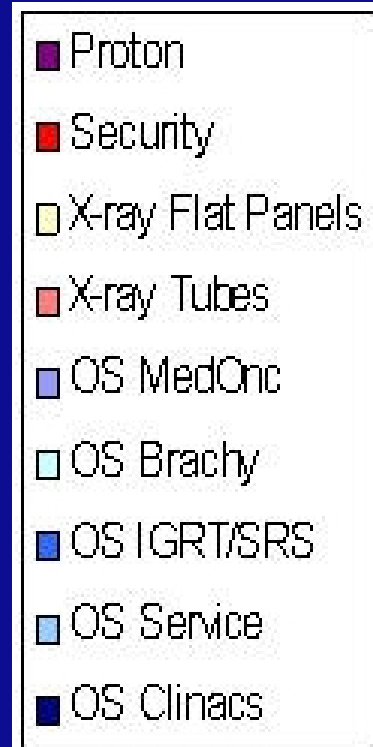 Proton
Security
X-ray Flat Panels
X-ray Tubes
OS MedOnc
OS Brachy
OS IGRT/SRS
OS Service
OS Clinacs